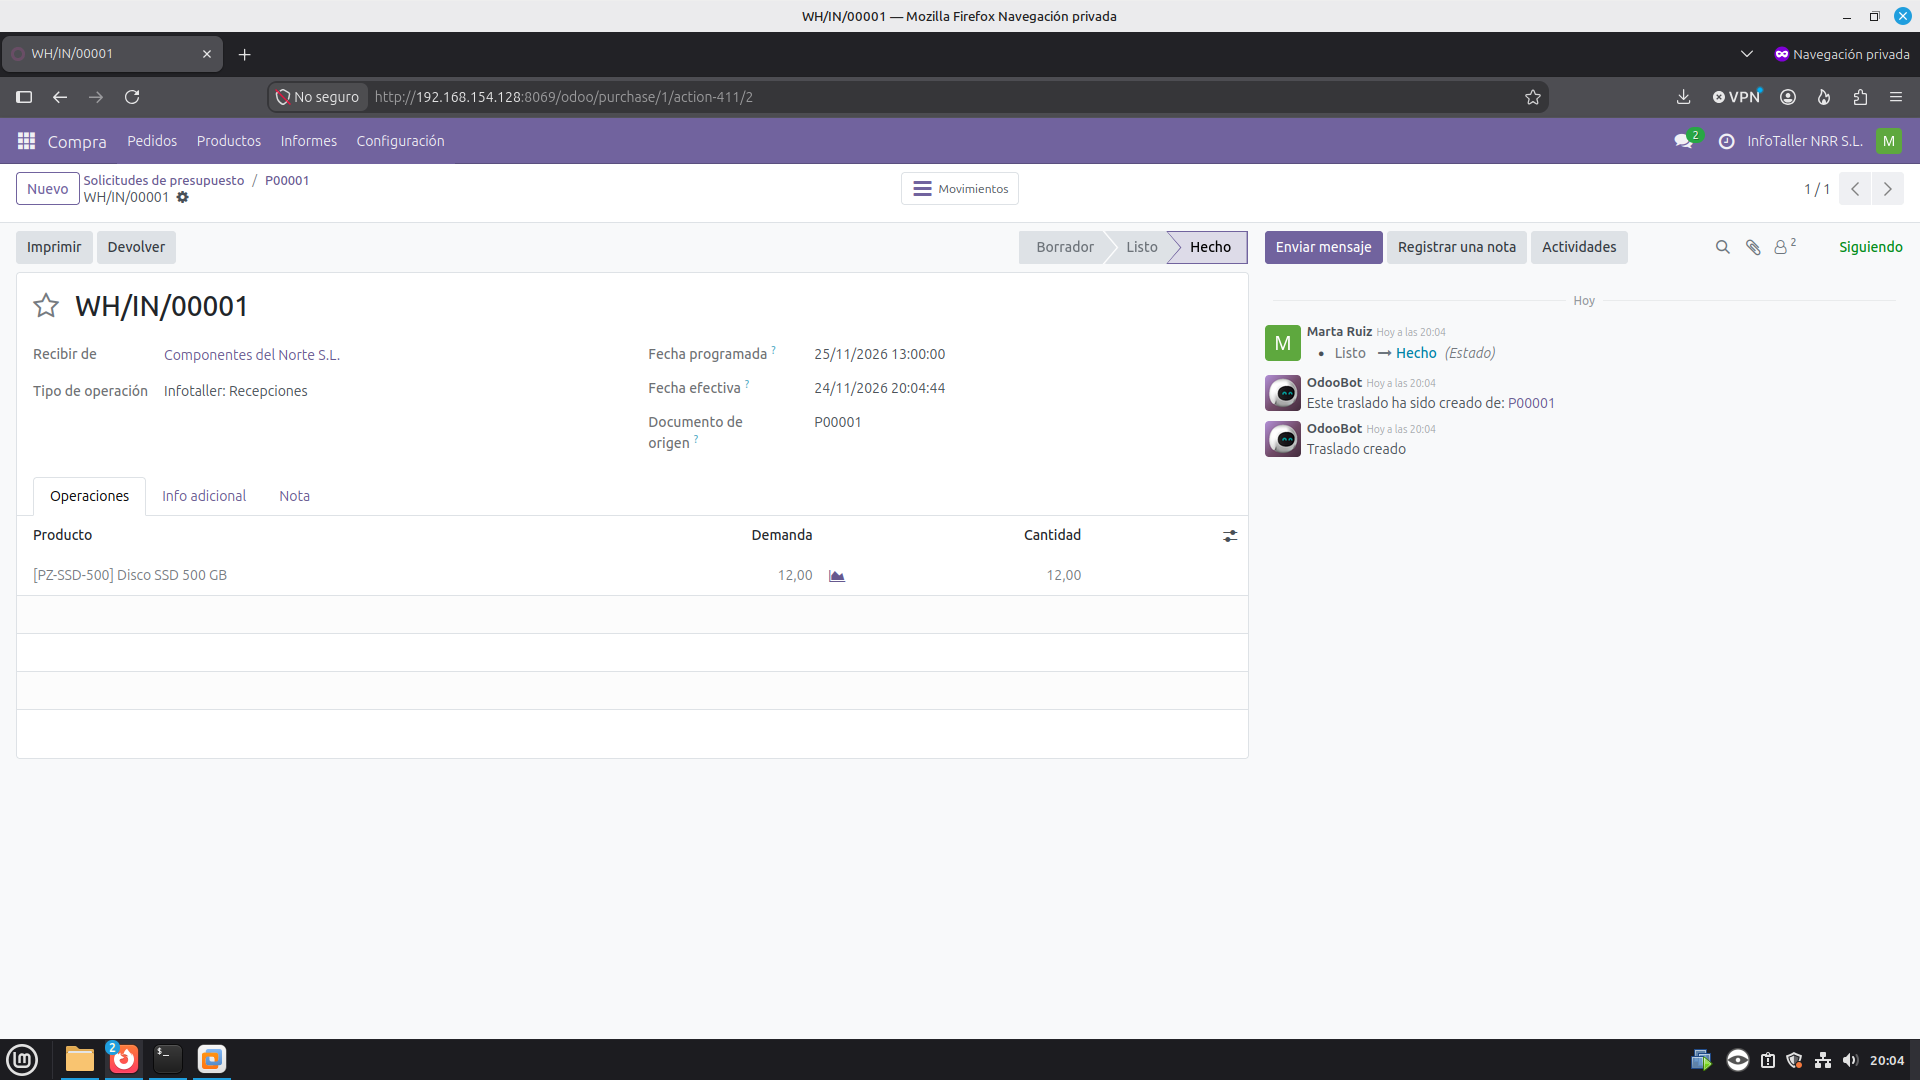 WH/IN/00001 — Mozilla Firefox Navegación privada
WH/IN/00001
Navegación privada
No seguro
http://192.168.154.128:8069/odoo/purchase/1/action-411/2
VPN
Compra
Pedidos
Productos
Informes
Configuración
2
InfoTaller NRR S.L.
M
Nuevo
Solicitudes de presupuesto / P00001
WH/IN/00001
Movimientos
1 / 1
Imprimir
Devolver
Borrador
Listo
Hecho
Enviar mensaje
Registrar una nota
Actividades
2
Siguiendo
WH/IN/00001
Recibir de
Componentes del Norte S.L.
Tipo de operación
Infotaller: Recepciones
Fecha programada ?
25/11/2026 13:00:00
Fecha efectiva ?
24/11/2026 20:04:44
Documento de
origen ?
P00001
Operaciones
Info adicional
Nota
Producto
Demanda
Cantidad
[PZ-SSD-500] Disco SSD 500 GB
12,00
12,00
Hoy
M
Marta Ruiz Hoy a las 20:04
• Listo → Hecho (Estado)
OdooBot Hoy a las 20:04
Este traslado ha sido creado de: P00001
OdooBot Hoy a las 20:04
Traslado creado
2
$_
20:04